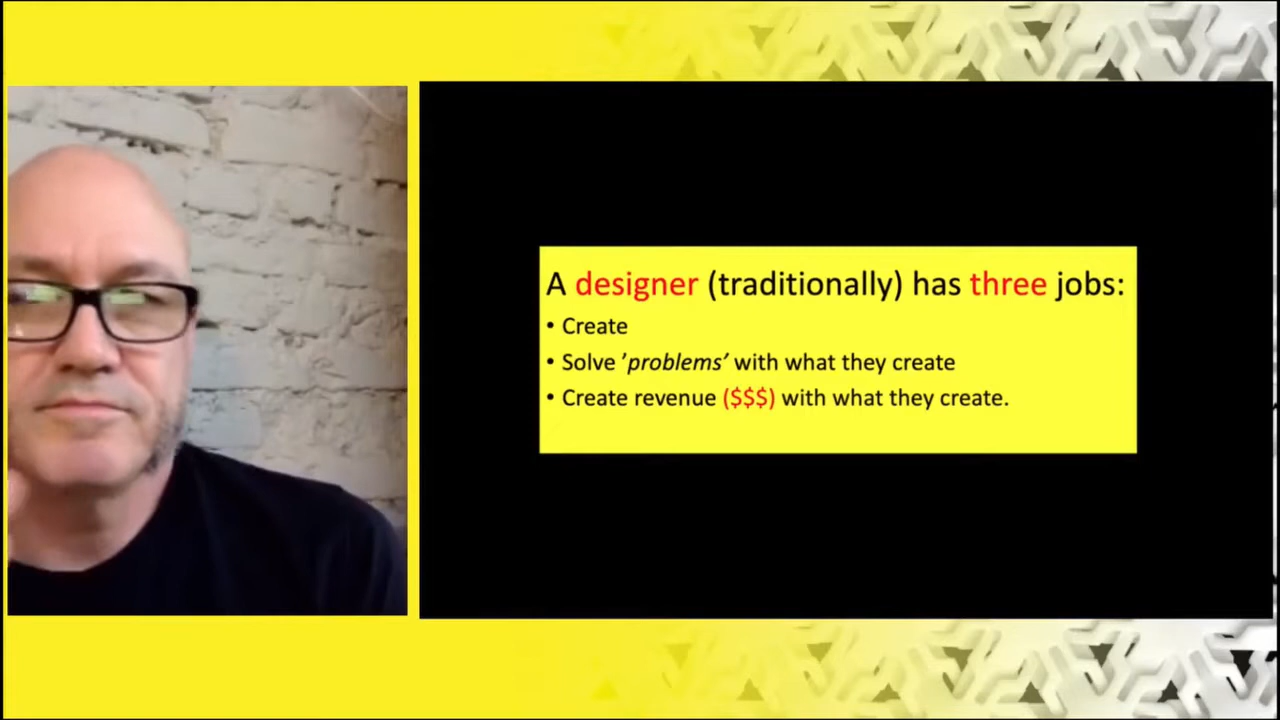 A designer (traditionally) has three jobs:
• Create
• Solve ’problems’ with what they create
• Create revenue ($$$) with what they create.